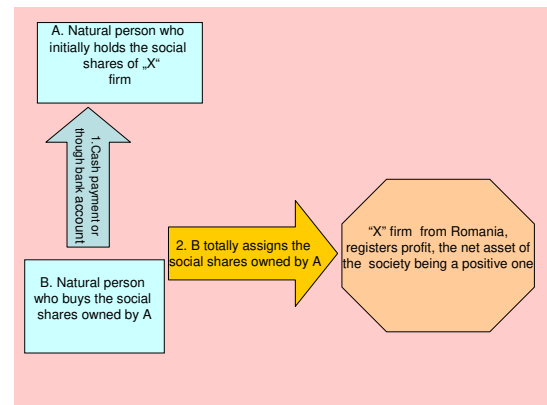 A. Natural person who
initially holds the social
shares of „X“
firm
1.Cash payment or
though bank account
2. B totally assigns the
social shares owned by A
“X” firm from Romania,
registers profit, the net asset of
the society being a positive one
B. Natural person
who buys the social
shares owned by A